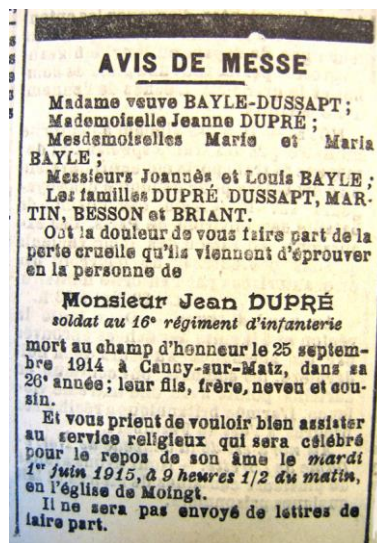 AVIS DE MESSE
Madame veuve BAYLE-DUSSAPT ;
Mademoiselle Jeanne DUPRÉ ;
Mesdemoiselles Marie et Maria
BAYLE ;
Messieurs Joannès et Louis BAYLE ;
Les familles DUPRÉ DUSSAPT, MAR-
TIN, BESSON et BRIANT.
Ont la douleur de vous faire part de la
perte cruelle qu'ils viennent d'éprouver
en la personne de
Monsieur Jean DUPRÉ
soldat au 16e régiment d'infanterie
mort au champ d'honneur le 25 septem-
bre 1914 à Cancy-sur-Matz, dans sa
26e année ; leur fils, frère, neveu et cou-
sin.
Et vous prient de vouloir bien assister
au service religieux qui sera célébré
pour le repos de son âme le mardi
1er juin 1915, à 9 heures 1/2 du matin,
en l'église de Moingt.
Il ne sera pas envoyé de lettres de
faire part.